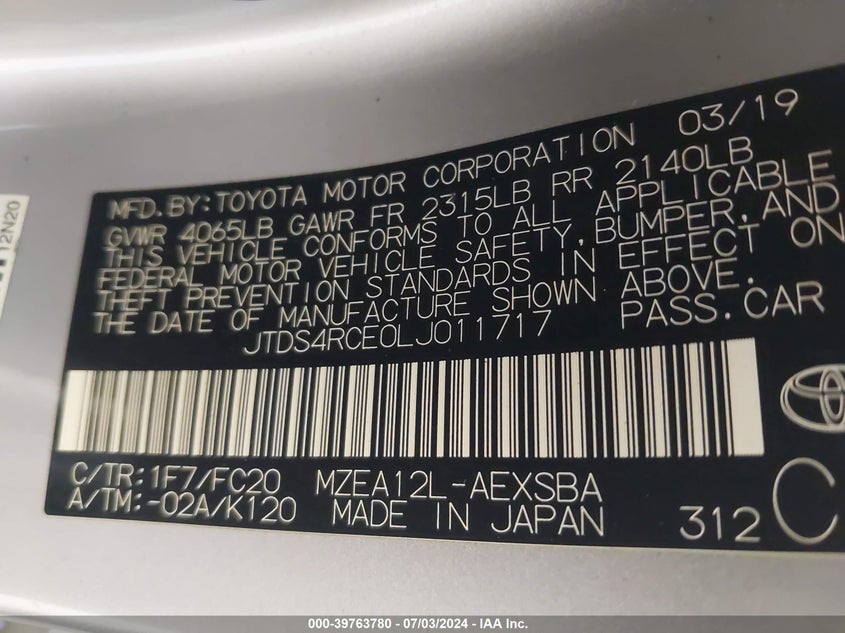 MFD.BY:TOYOTA MOTOR CORPORATION 03/19
GVWR 4065LB GAWR FR 2315LB RR 2140LB
THIS VEHICLE CONFORMS TO ALL APPLICABLE
FEDERAL MOTOR VEHICLE SAFETY,BUMPER,AND
THEFT PREVENTION STANDARDS IN EFFECT ON
THE DATE OF MANUFACTURE SHOWN ABOVE.
JTDS4RCE0LJ011717 PASS.CAR
C/TR:1F7/FC20 MZEA12L-AEXSBA
A/TM:-02A/K120 MADE IN JAPAN 312 C
12N20
000-39763780 - 07/03/2024 - IAA Inc.